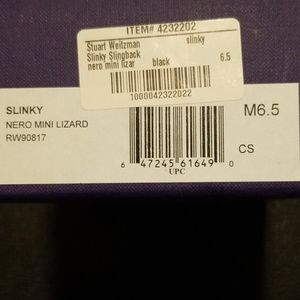 ITEM# 4232202
Stuart Weitzman slinky
Slinky Slingback
nero mini lizar black 6.5
1000042322022
SLINKY
NERO MINI LIZARD
RW90817
M6.5
6 47245 61649 0
UPC
CS